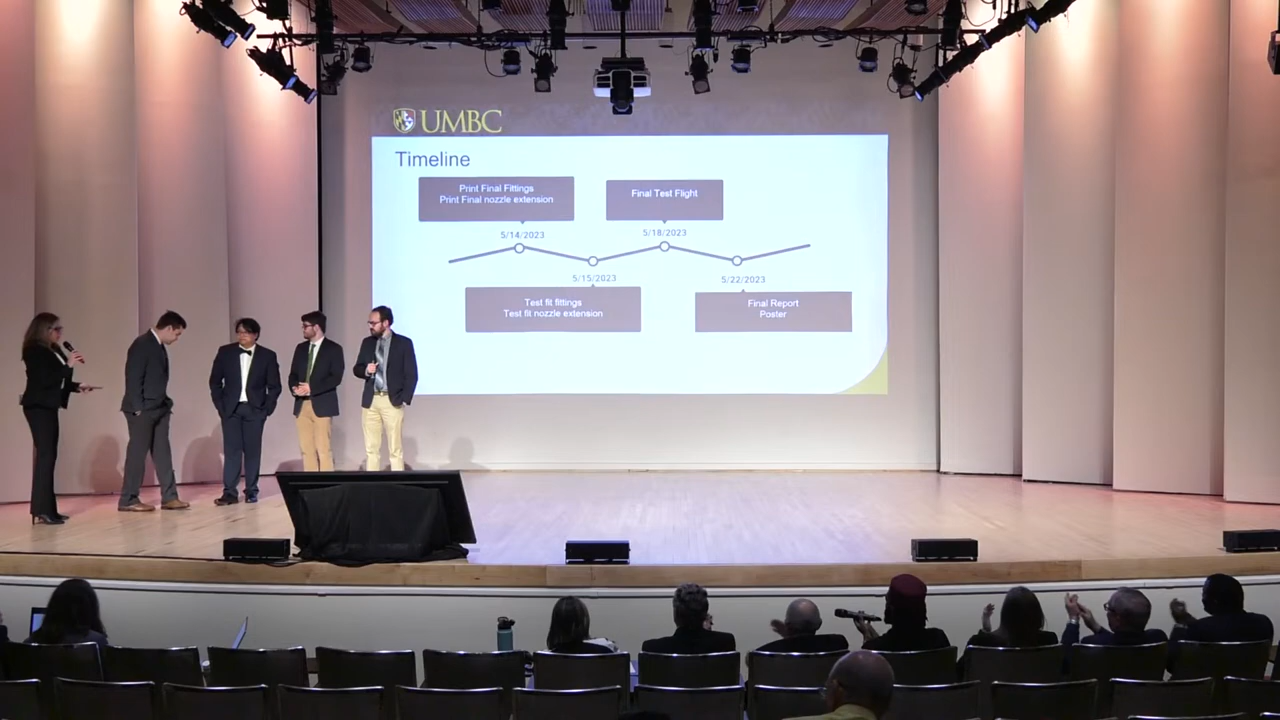 UMBC
Timeline
Print Final Fittings
Print Final nozzle extension
Final Test Flight
5/14/2023
5/18/2023
5/15/2023
5/22/2023
Test fit fittings
Test fit nozzle extension
Final Report
Poster